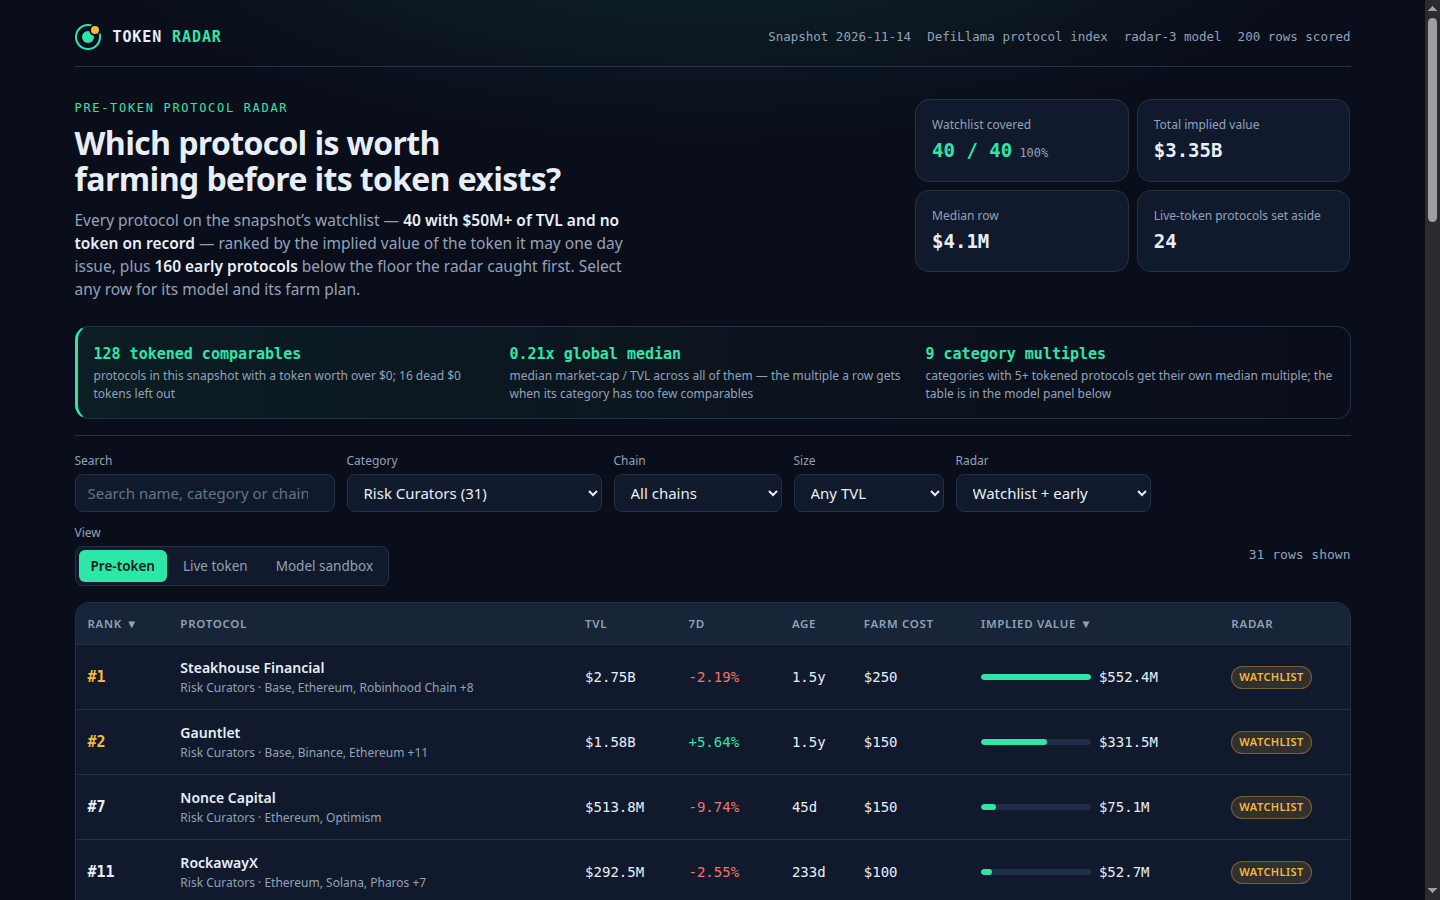 TOKEN RADAR
Snapshot 2026-11-14 DefiLlama protocol index radar-3 model 200 rows scored
PRE-TOKEN PROTOCOL RADAR
Which protocol is worth
farming before its token exists?
Every protocol on the snapshot's watchlist — 40 with $50M+ of TVL and no
token on record — ranked by the implied value of the token it may one day
issue, plus 160 early protocols below the floor the radar caught first. Select
any row for its model and its farm plan.
Watchlist covered
40 / 40 100%
Total implied value
$3.35B
Median row
$4.1M
Live-token protocols set aside
24
128 tokened comparables
protocols in this snapshot with a token worth over $0; 16 dead $0
tokens left out
0.21x global median
median market-cap / TVL across all of them — the multiple a row gets
when its category has too few comparables
9 category multiples
categories with 5+ tokened protocols get their own median multiple; the
table is in the model panel below
Search
Search name, category or chain
Category
Risk Curators (31)
Chain
All chains
Size
Any TVL
Radar
Watchlist + early
View
Pre-token Live token Model sandbox
31 rows shown
RANK ▼ PROTOCOL TVL 7D AGE FARM COST IMPLIED VALUE ▼ RADAR
#1 Steakhouse Financial $2.75B -2.19% 1.5y $250 $552.4M WATCHLIST
Risk Curators · Base, Ethereum, Robinhood Chain +8
#2 Gauntlet $1.58B +5.64% 1.5y $150 $331.5M WATCHLIST
Risk Curators · Base, Binance, Ethereum +11
#7 Nonce Capital $513.8M -9.74% 45d $150 $75.1M WATCHLIST
Risk Curators · Ethereum, Optimism
#11 RockawayX $292.5M -2.55% 233d $100 $52.7M WATCHLIST
Risk Curators · Ethereum, Solana, Pharos +7